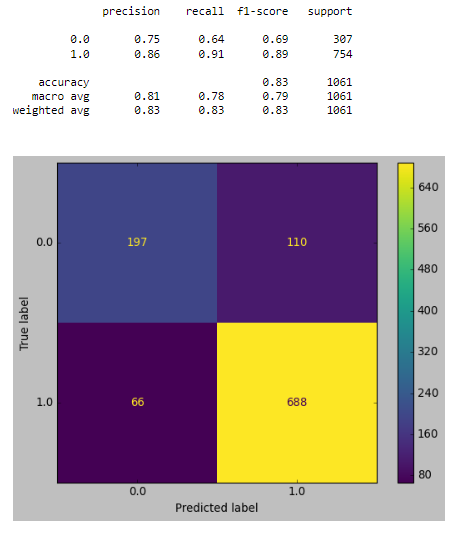 precision recall f1-score support
0.0 0.75 0.64 0.69 307
1.0 0.86 0.91 0.89 754
accuracy 0.83 1061
macro avg 0.81 0.78 0.79 1061
weighted avg 0.83 0.83 0.83 1061
640
560
0.0 197 110
480
400
True label
320
240
1.0 66 688
160
80
0.0 1.0
Predicted label